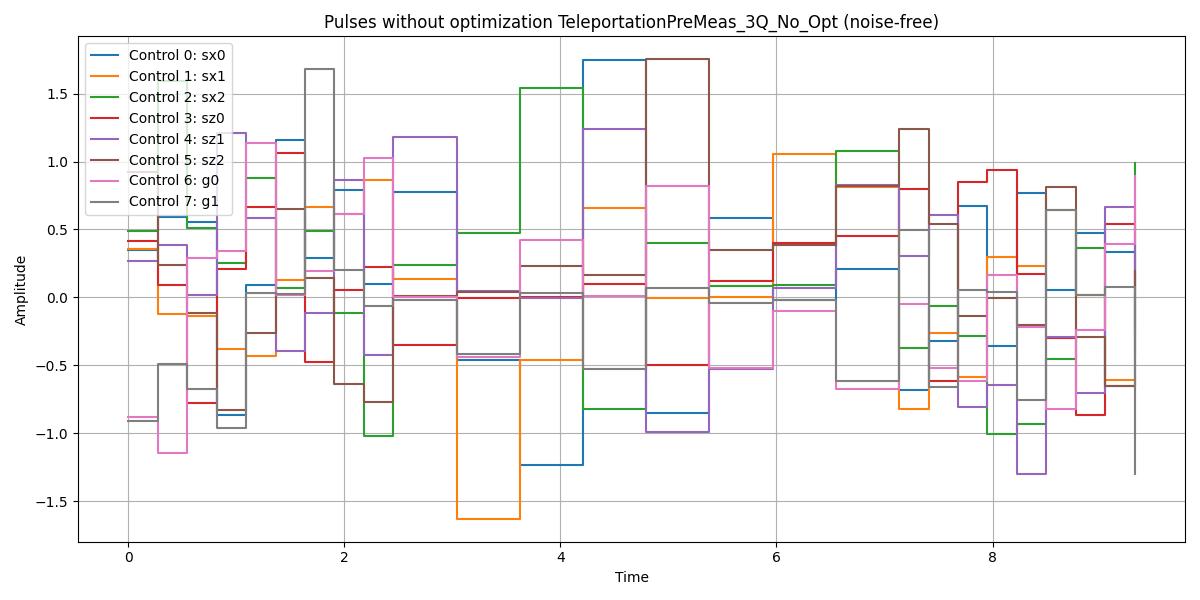 Pulses without optimization TeleportationPreMeas_3Q_No_Opt (noise-free)
Control 0: sx0
Control 1: sx1
Control 2: sx2
Control 3: sz0
Control 4: sz1
Control 5: sz2
Control 6: g0
Control 7: g1
1.5
1.0
0.5
0.0
−0.5
−1.0
−1.5
Amplitude
0 2 4 6 8
Time